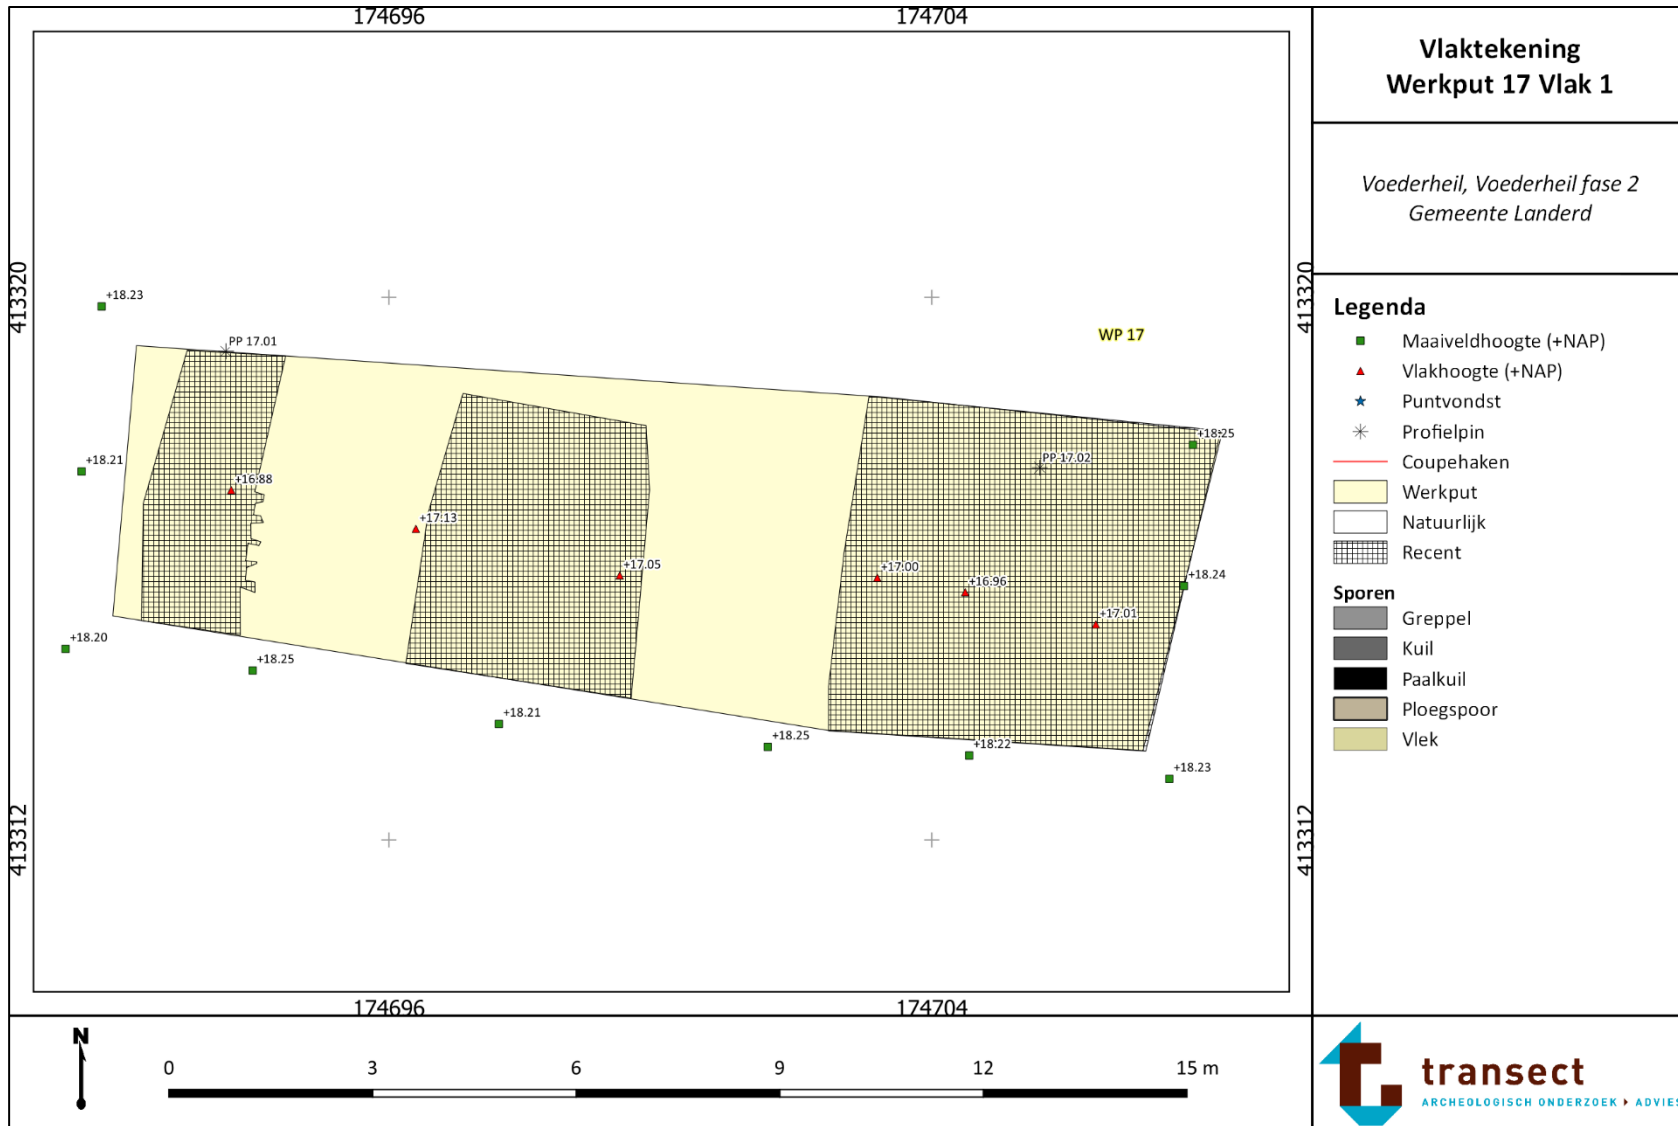 174696
174704
Vlaktekening
Werkput 17 Vlak 1
Voederheil, Voederheil fase 2
Gemeente Landerd
413320
413320
+18.23
WP 17
PP 17.01
+18.25
PP 17.02
+18.21
+16.88
+17.13
+17.05
+17.00
+16.96
+18.24
+17.01
+18.20
+18.25
+18.21
+18.25
+18.22
+18.23
413312
413312
174696
174704
Legenda
Maaiveldhoogte (+NAP)
Vlakhoogte (+NAP)
Puntvondst
Profielpin
Coupehaken
Werkput
Natuurlijk
Recent
Sporen
Greppel
Kuil
Paalkuil
Ploegspoor
Vlek
N
0 3 6 9 12 15 m
transect
ARCHEOLOGISCH ONDERZOEK ▸ ADVIES